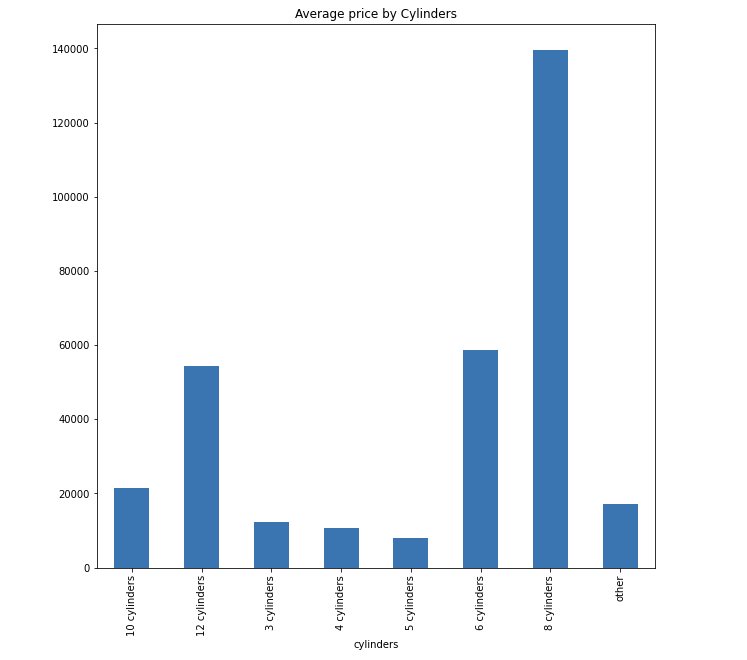 Average price by Cylinders
140000
120000
100000
80000
60000
40000
20000
0
10 cylinders
12 cylinders
3 cylinders
4 cylinders
5 cylinders
6 cylinders
8 cylinders
other
cylinders